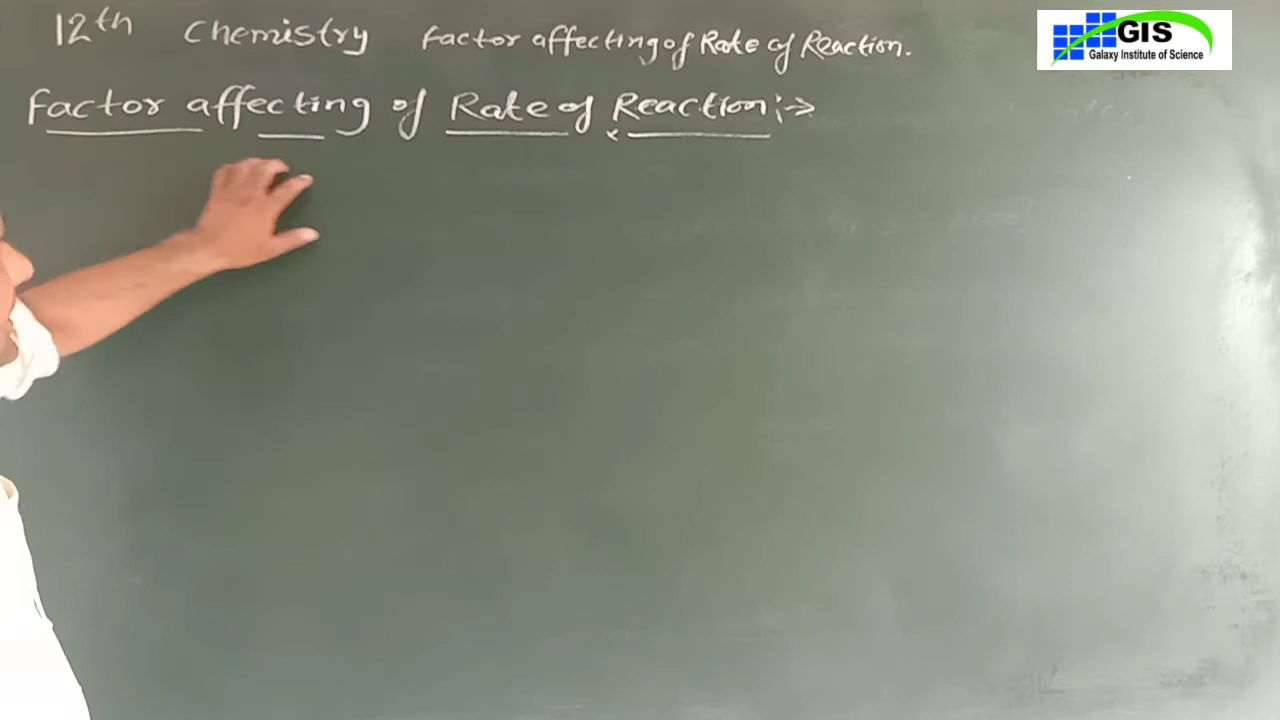 12th Chemistry factor affecting of Rate of Reaction.
GIS
Galaxy Institute of Science
factor affecting of Rate of Reaction :->